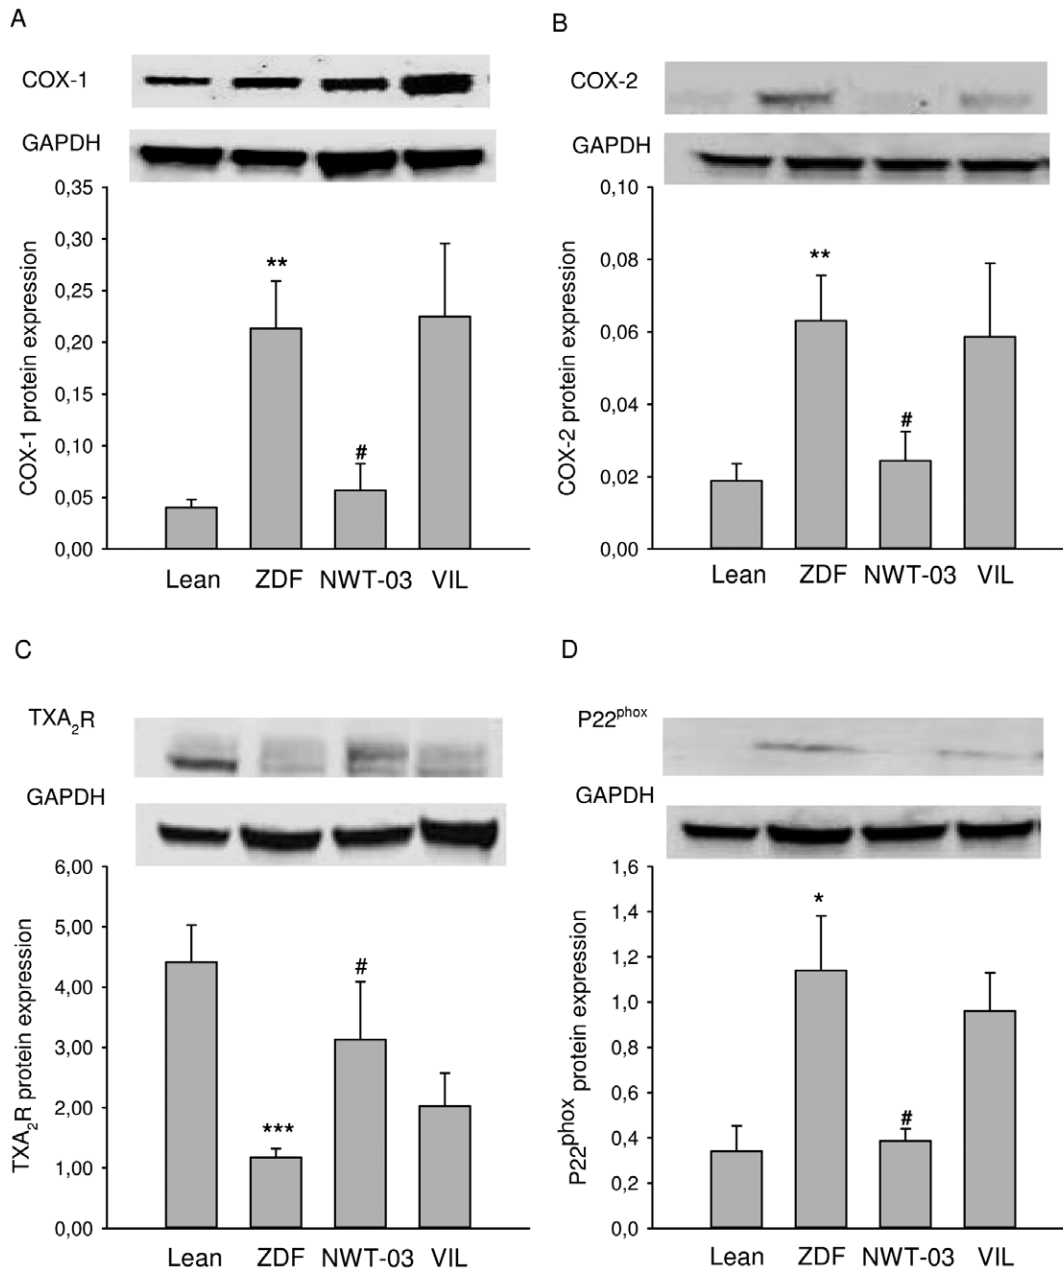 A
COX-1
GAPDH
0,35
0,30
0,25
0,20
0,15
0,10
0,05
0,00
COX-1 protein expression
**
#
Lean ZDF NWT-03 VIL
B
COX-2
GAPDH
0,10
0,08
0,06
0,04
0,02
0,00
COX-2 protein expression
**
#
Lean ZDF NWT-03 VIL
C
TXA₂R
GAPDH
6,00
5,00
4,00
3,00
2,00
1,00
0,00
TXA₂R protein expression
***
#
Lean ZDF NWT-03 VIL
D
P22ᵖʰᵒˣ
GAPDH
1,6
1,4
1,2
1,0
0,8
0,6
0,4
0,2
0,0
P22ᵖʰᵒˣ protein expression
*
#
Lean ZDF NWT-03 VIL